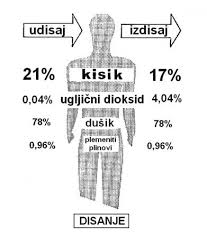 udisaj izdisaj
21% kisik 17%
0,04% ugljični dioksid 4,04%
78% dušik 78%
0,96% plemeniti plinovi 0,96%
DISANJE